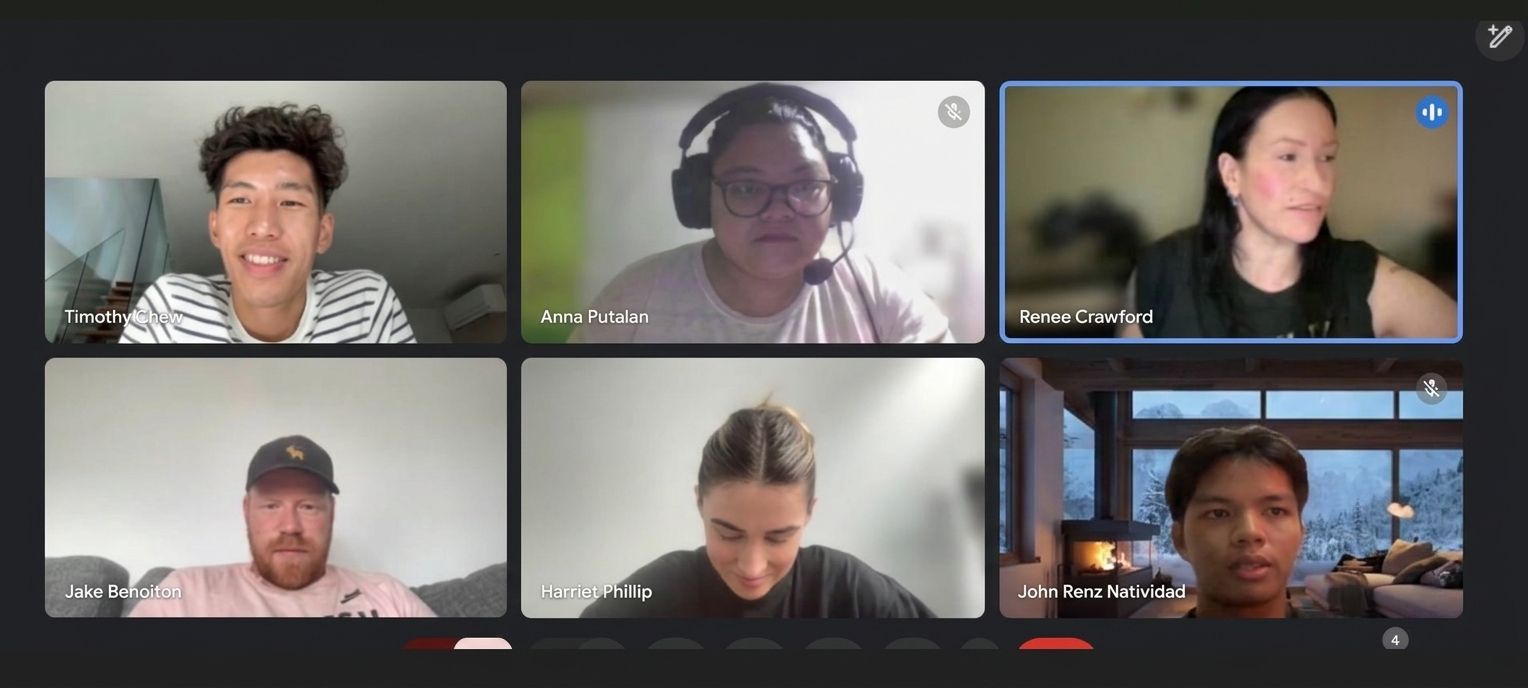 Timothy Chew
Anna Putalan
Renee Crawford
Jake Benoiton
Harriet Phillip
John Renz Natividad
4